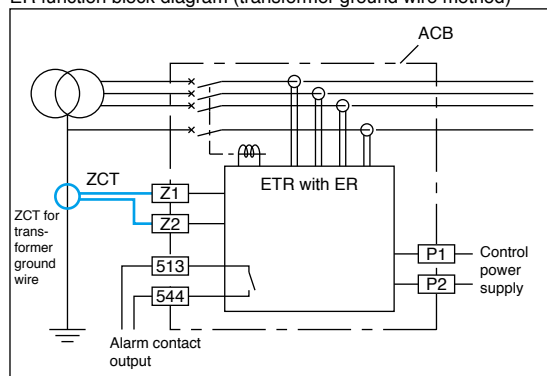 ER function block diagram (transformer ground wire method)
ACB
ZCT
Z1
ETR with ER
ZCT for
trans-
former
ground
wire
Z2
513
544
P1
P2
Control
power
supply
Alarm contact
output